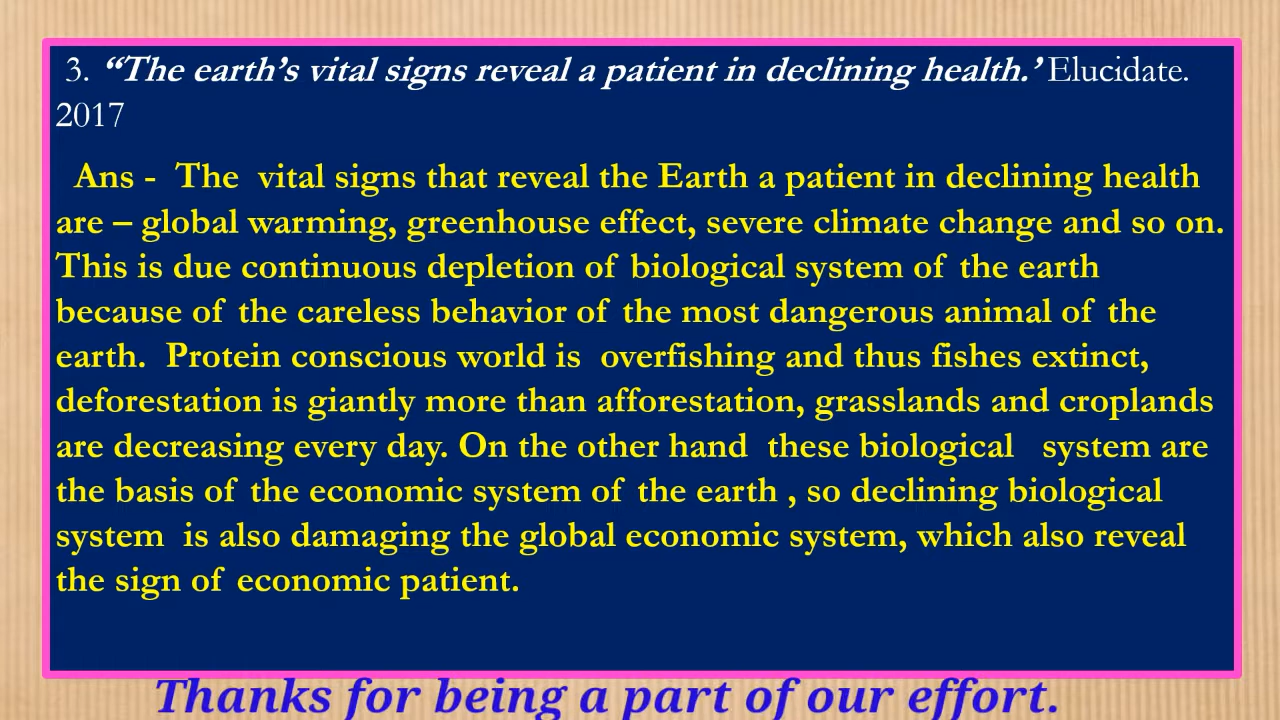 3. “The earth’s vital signs reveal a patient in declining health.’ Elucidate.
2017
Ans - The vital signs that reveal the Earth a patient in declining health
are – global warming, greenhouse effect, severe climate change and so on.
This is due continuous depletion of biological system of the earth
because of the careless behavior of the most dangerous animal of the
earth. Protein conscious world is overfishing and thus fishes extinct,
deforestation is giantly more than afforestation, grasslands and croplands
are decreasing every day. On the other hand these biological system are
the basis of the economic system of the earth , so declining biological
system is also damaging the global economic system, which also reveal
the sign of economic patient.
Thanks for being a part of our effort.